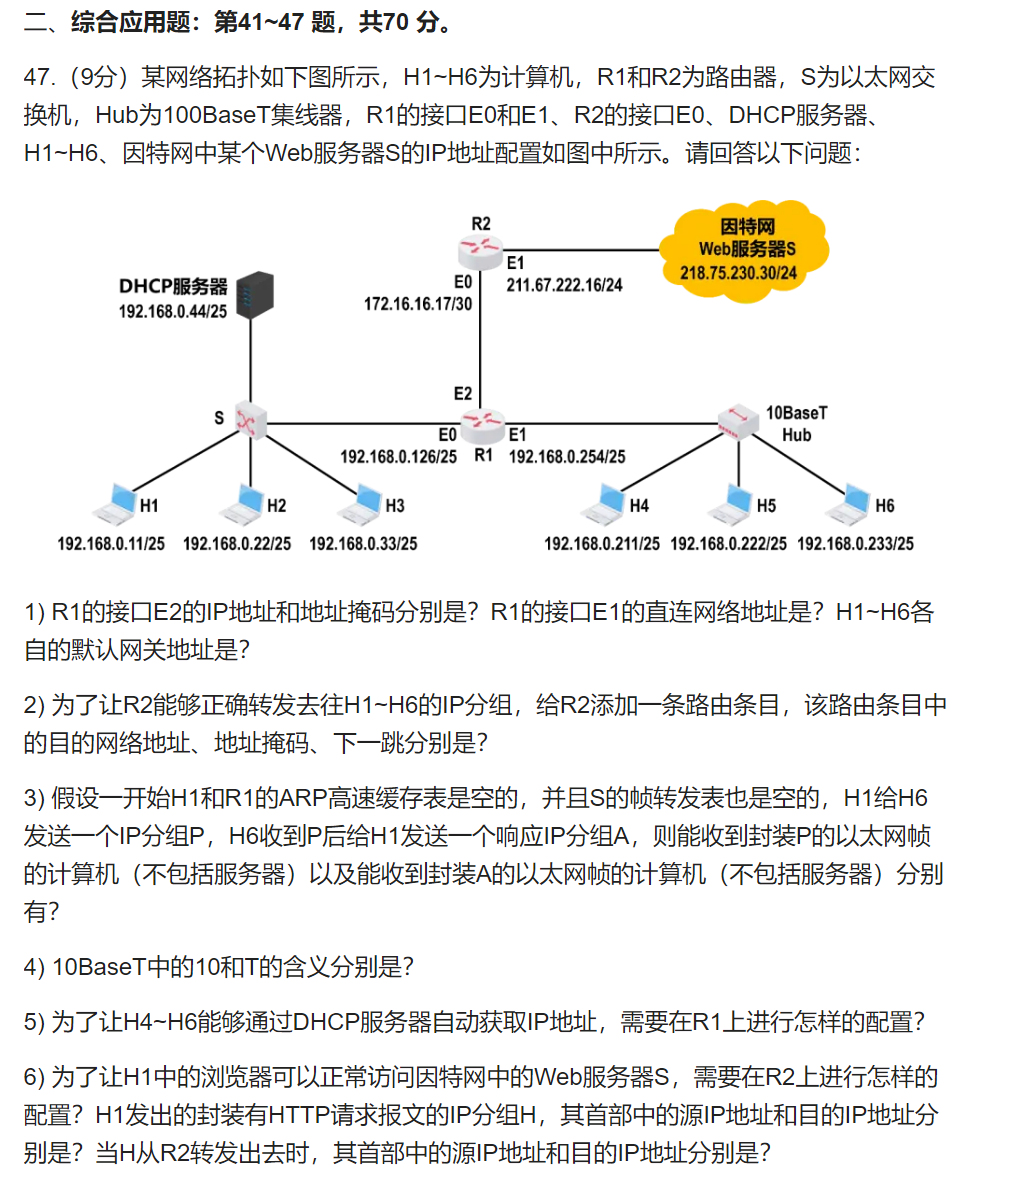 二、综合应用题：第41~47 题，共70 分。
47.（9分）某网络拓扑如下图所示，H1~H6为计算机，R1和R2为路由器，S为以太网交
换机，Hub为100BaseT集线器，R1的接口E0和E1、R2的接口E0、DHCP服务器、
H1~H6、因特网中某个Web服务器S的IP地址配置如图中所示。请回答以下问题：
R2
因特网
Web服务器S
218.75.230.30/24
E1
211.67.222.16/24
E0
172.16.16.17/30
DHCP服务器
192.168.0.44/25
E2
S
E0
192.168.0.126/25
R1
E1
192.168.0.254/25
10BaseT
Hub
H1
H2
H3
H4
H5
H6
192.168.0.11/25
192.168.0.22/25
192.168.0.33/25
192.168.0.211/25
192.168.0.222/25
192.168.0.233/25
1) R1的接口E2的IP地址和地址掩码分别是？R1的接口E1的直连网络地址是？H1~H6各
自的默认网关地址是？
2) 为了让R2能够正确转发去往H1~H6的IP分组，给R2添加一条路由条目，该路由条目中
的目的网络地址、地址掩码、下一跳分别是？
3) 假设一开始H1和R1的ARP高速缓存表是空的，并且S的帧转发表也是空的，H1给H6
发送一个IP分组P，H6收到P后给H1发送一个响应IP分组A，则能收到封装P的以太网帧
的计算机（不包括服务器）以及能收到封装A的以太网帧的计算机（不包括服务器）分别
有？
4) 10BaseT中的10和T的含义分别是？
5) 为了让H4~H6能够通过DHCP服务器自动获取IP地址，需要在R1上进行怎样的配置？
6) 为了让H1中的浏览器可以正常访问因特网中的Web服务器S，需要在R2上进行怎样的
配置？H1发出的封装有HTTP请求报文的IP分组H，其首部中的源IP地址和目的IP地址分
别是？当H从R2转发出去时，其首部中的源IP地址和目的IP地址分别是？